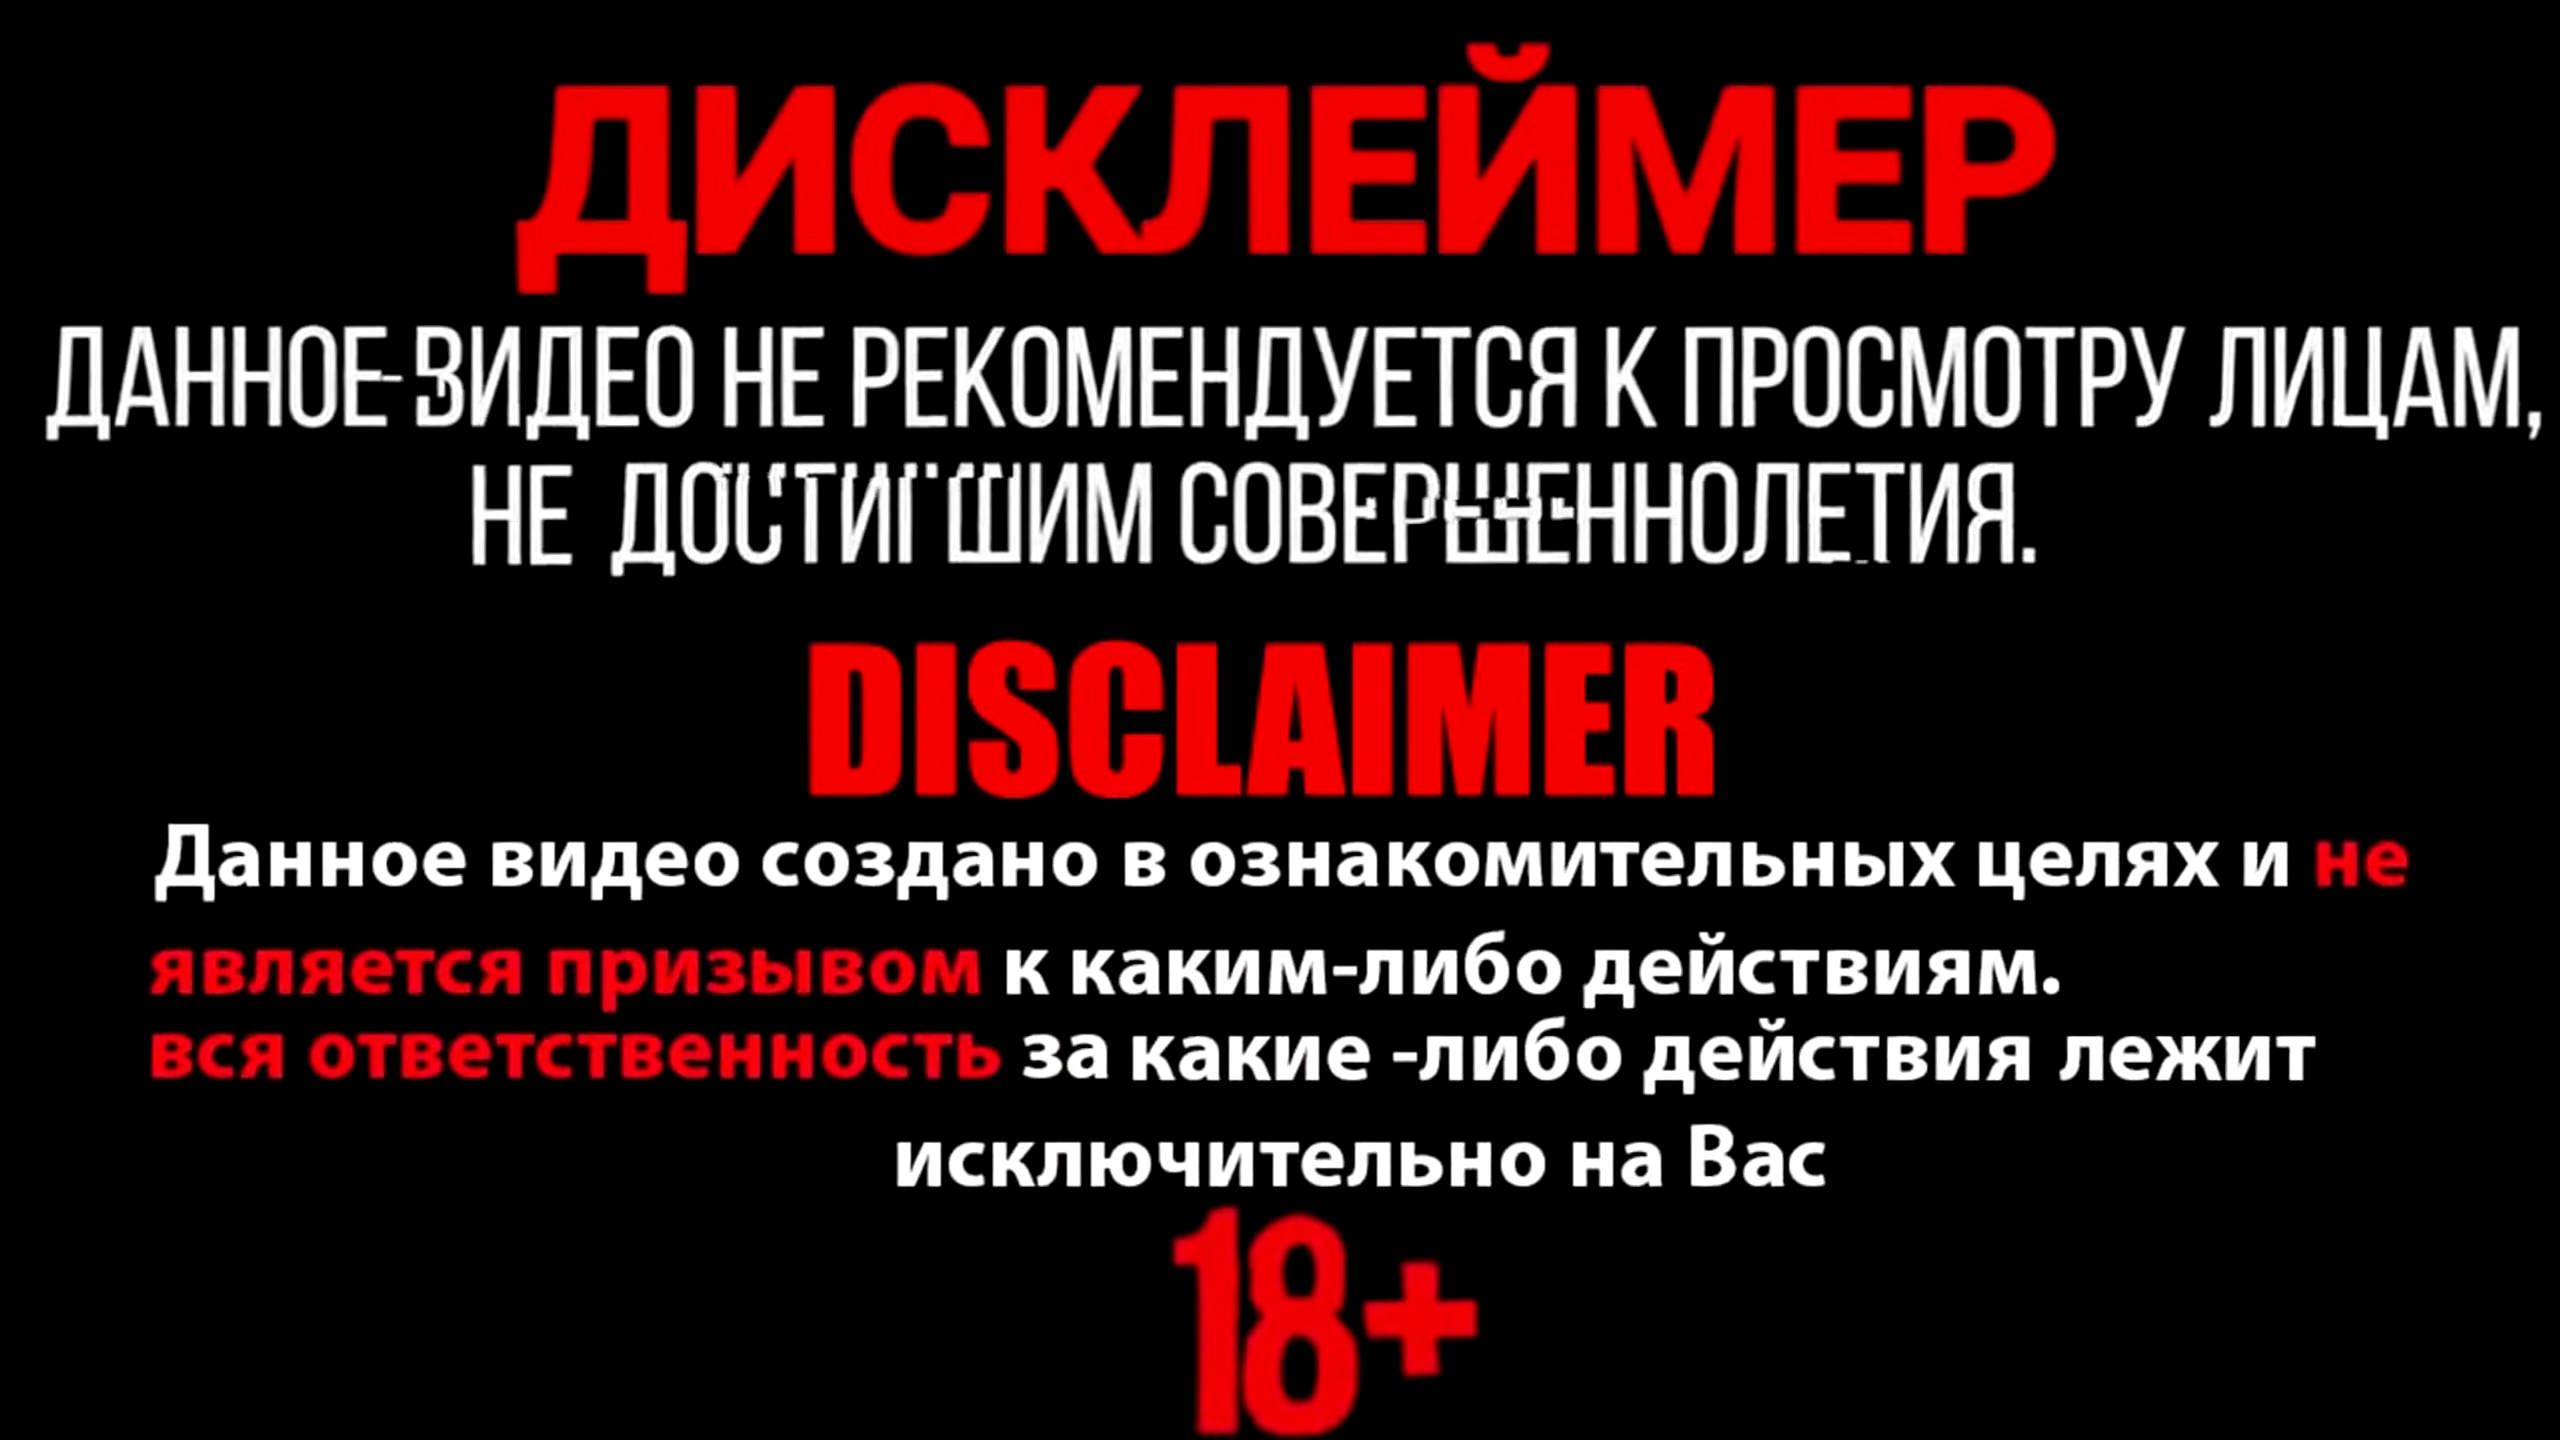 ДИСКЛЕЙМЕР
ДАННОЕ ВИДЕО НЕ РЕКОМЕНДУЕТСЯ К ПРОСМОТРУ ЛИЦАМ,
НЕ ДОСТИГШИМ СОВЕРШЕННОЛЕТИЯ.
DISCLAIMER
Данное видео создано в ознакомительных целях и не
является призывом к каким-либо действиям.
вся ответственность за какие -либо действия лежит
исключительно на Вас
18+